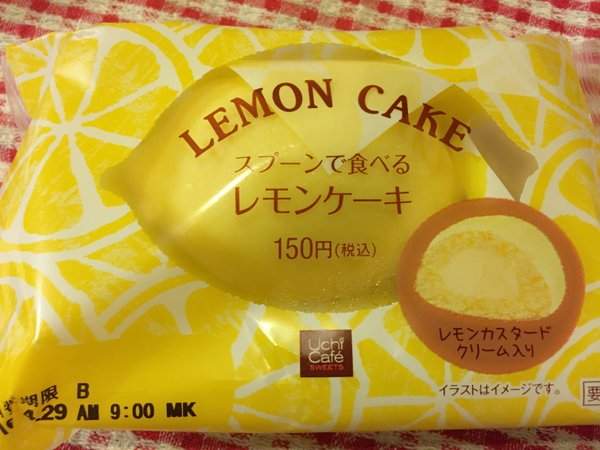 LEMON CAKE
スプーンで食べる
レモンケーキ
150円(税込)
レモンカスタード
クリーム入り
Uchi
Café
SWEETS
イラストはイメージです。
要
期限 B
.29 AM 9:00 MK